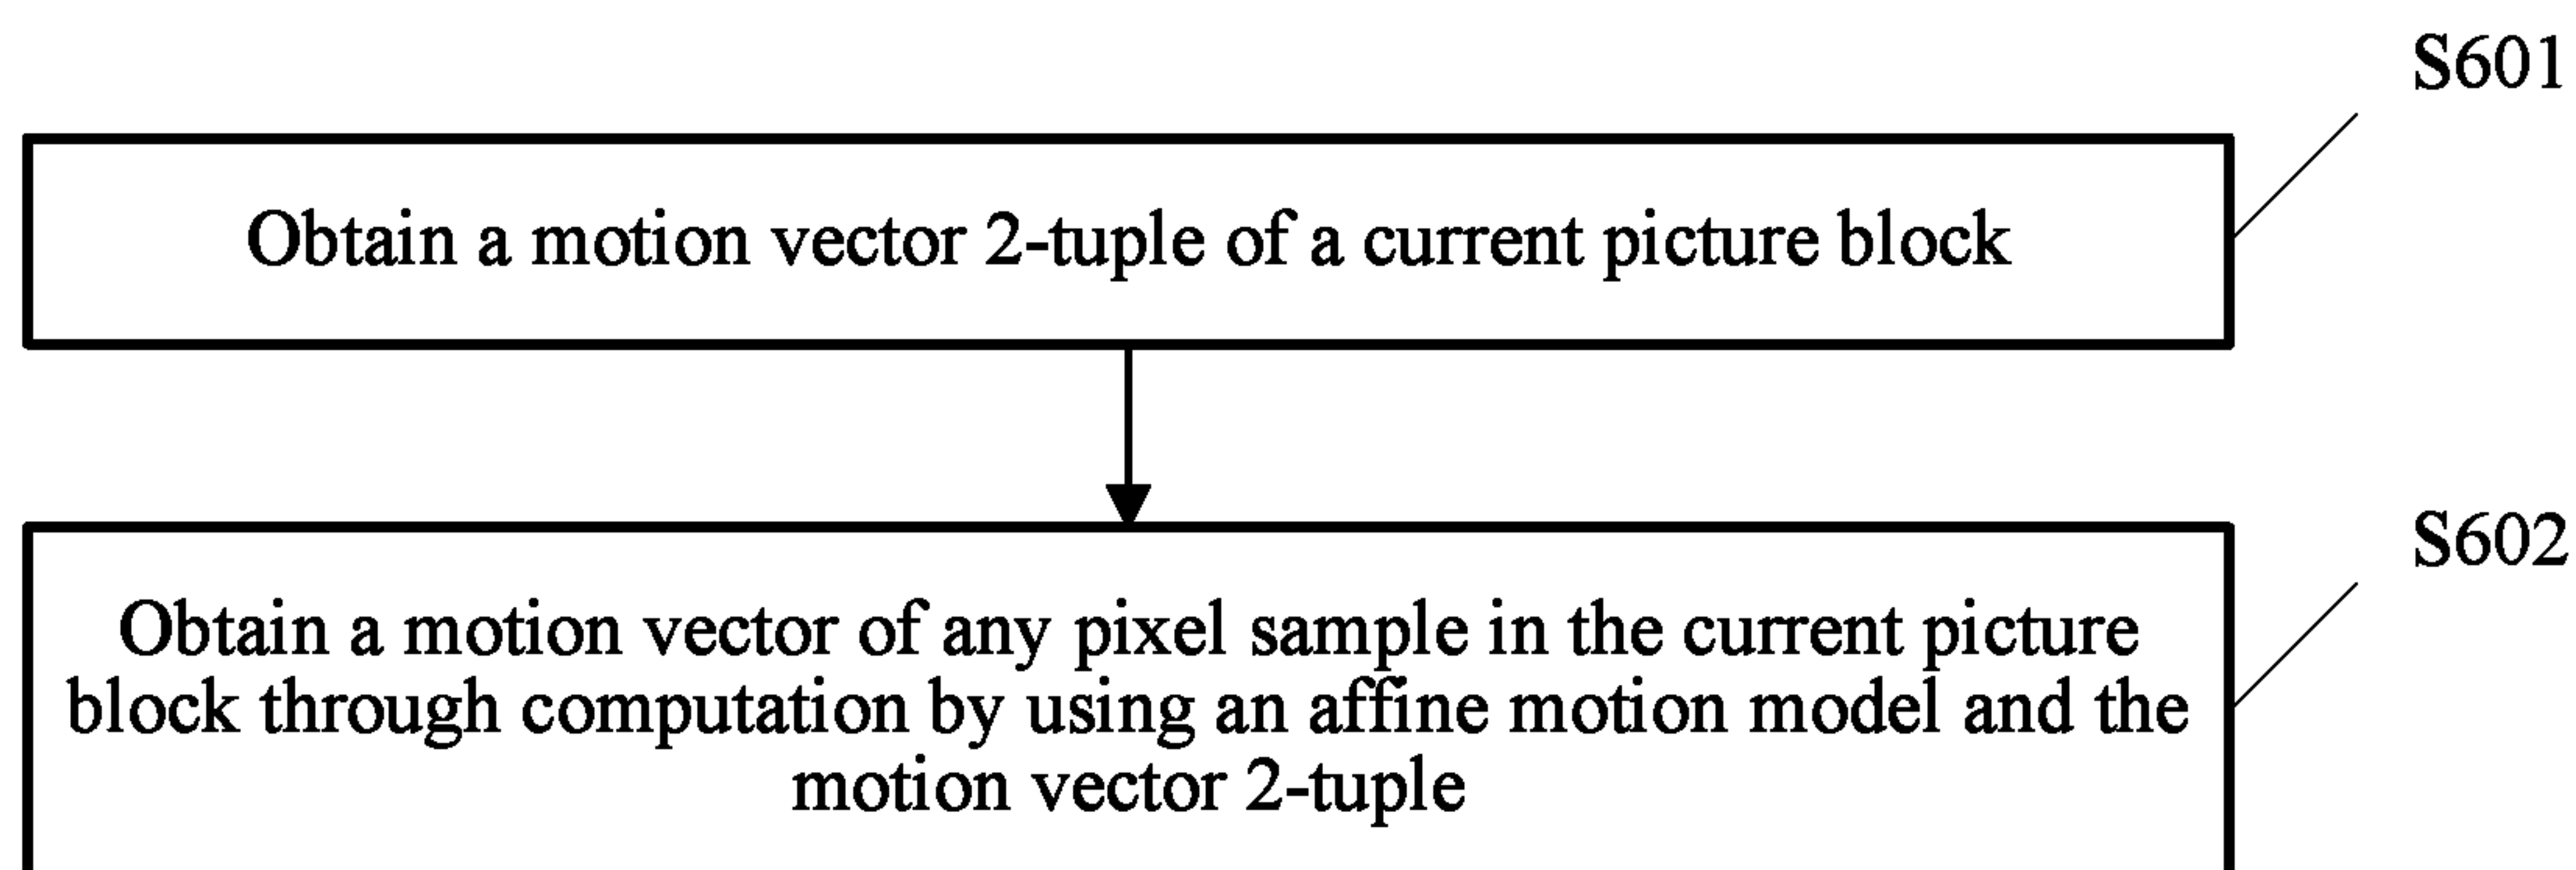 S601
Obtain a motion vector 2-tuple of a current picture block
S602
Obtain a motion vector of any pixel sample in the current picture
block through computation by using an affine motion model and the
motion vector 2-tuple